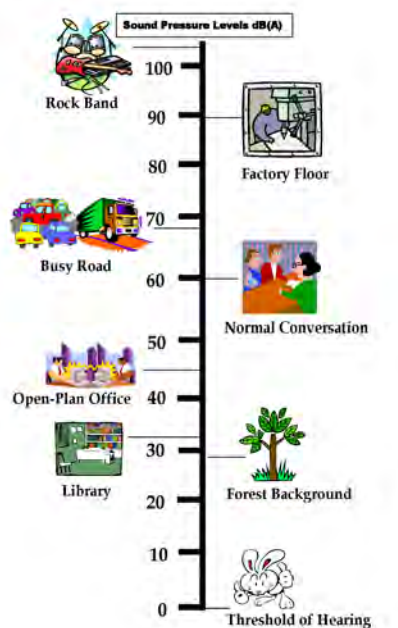 Sound Pressure Levels dB(A)
100
Rock Band
90
Factory Floor
80
70
Busy Road
60
Normal Conversation
50
Open-Plan Office
40
30
Library
Forest Background
20
10
0
Threshold of Hearing